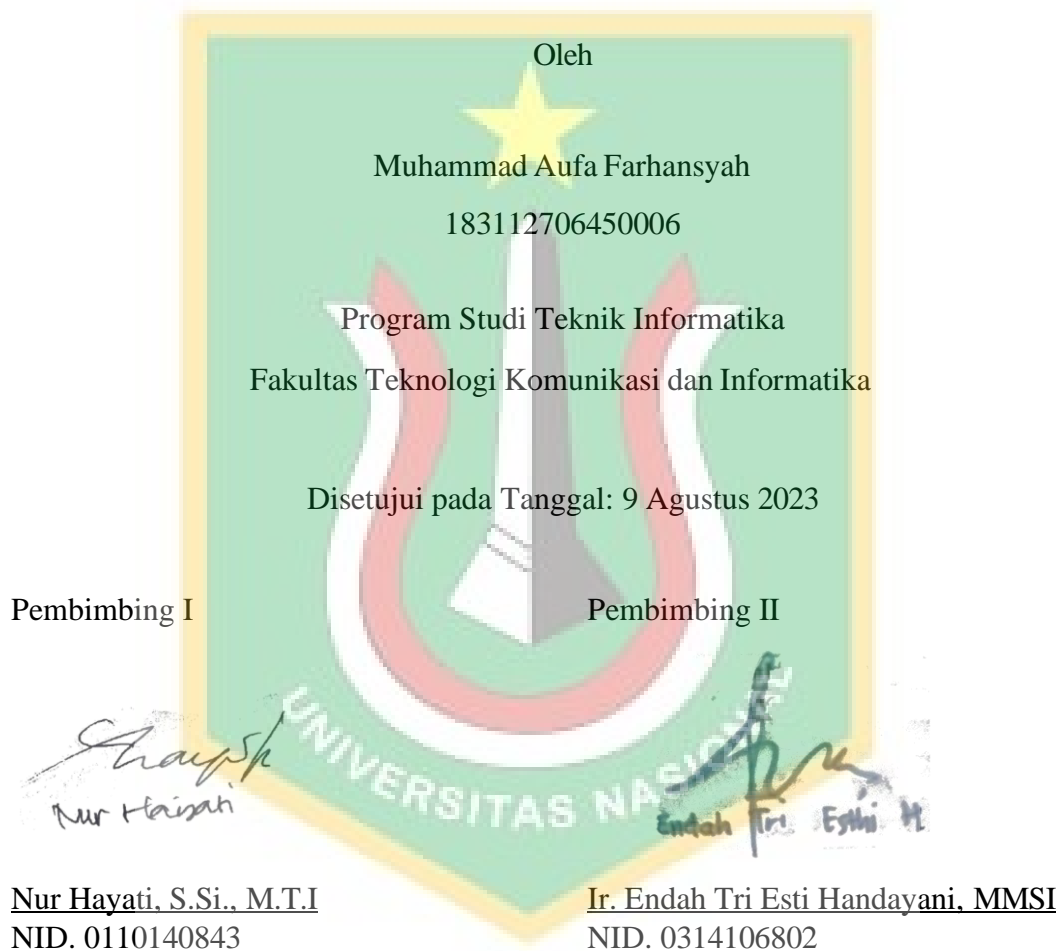 Oleh
Muhammad Aufa Farhansyah
183112706450006
Program Studi Teknik Informatika
Fakultas Teknologi Komunikasi dan Informatika
Disetujui pada Tanggal: 9 Agustus 2023
Pembimbing I Pembimbing II
UNIVERSITAS NASIONAL
Nur Hayati Endah Tri Esthi H
Nur Hayati, S.Si., M.T.I Ir. Endah Tri Esti Handayani, MMSI
NID. 0110140843 NID. 0314106802